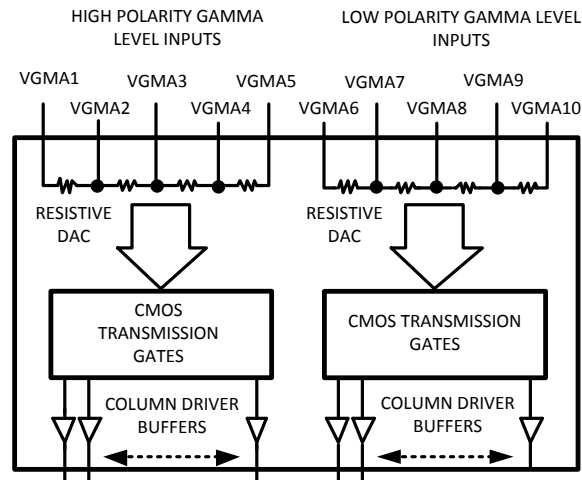 HIGH POLARITY GAMMA
LEVEL INPUTS
LOW POLARITY GAMMA LEVEL
INPUTS
VGMA1
VGMA2
VGMA3
VGMA4
VGMA5
VGMA6
VGMA7
VGMA8
VGMA9
VGMA10
RESISTIVE
DAC
RESISTIVE
DAC
CMOS
TRANSMISSION
GATES
CMOS TRANSMISSION
GATES
COLUMN DRIVER
BUFFERS
COLUMN DRIVER
BUFFERS